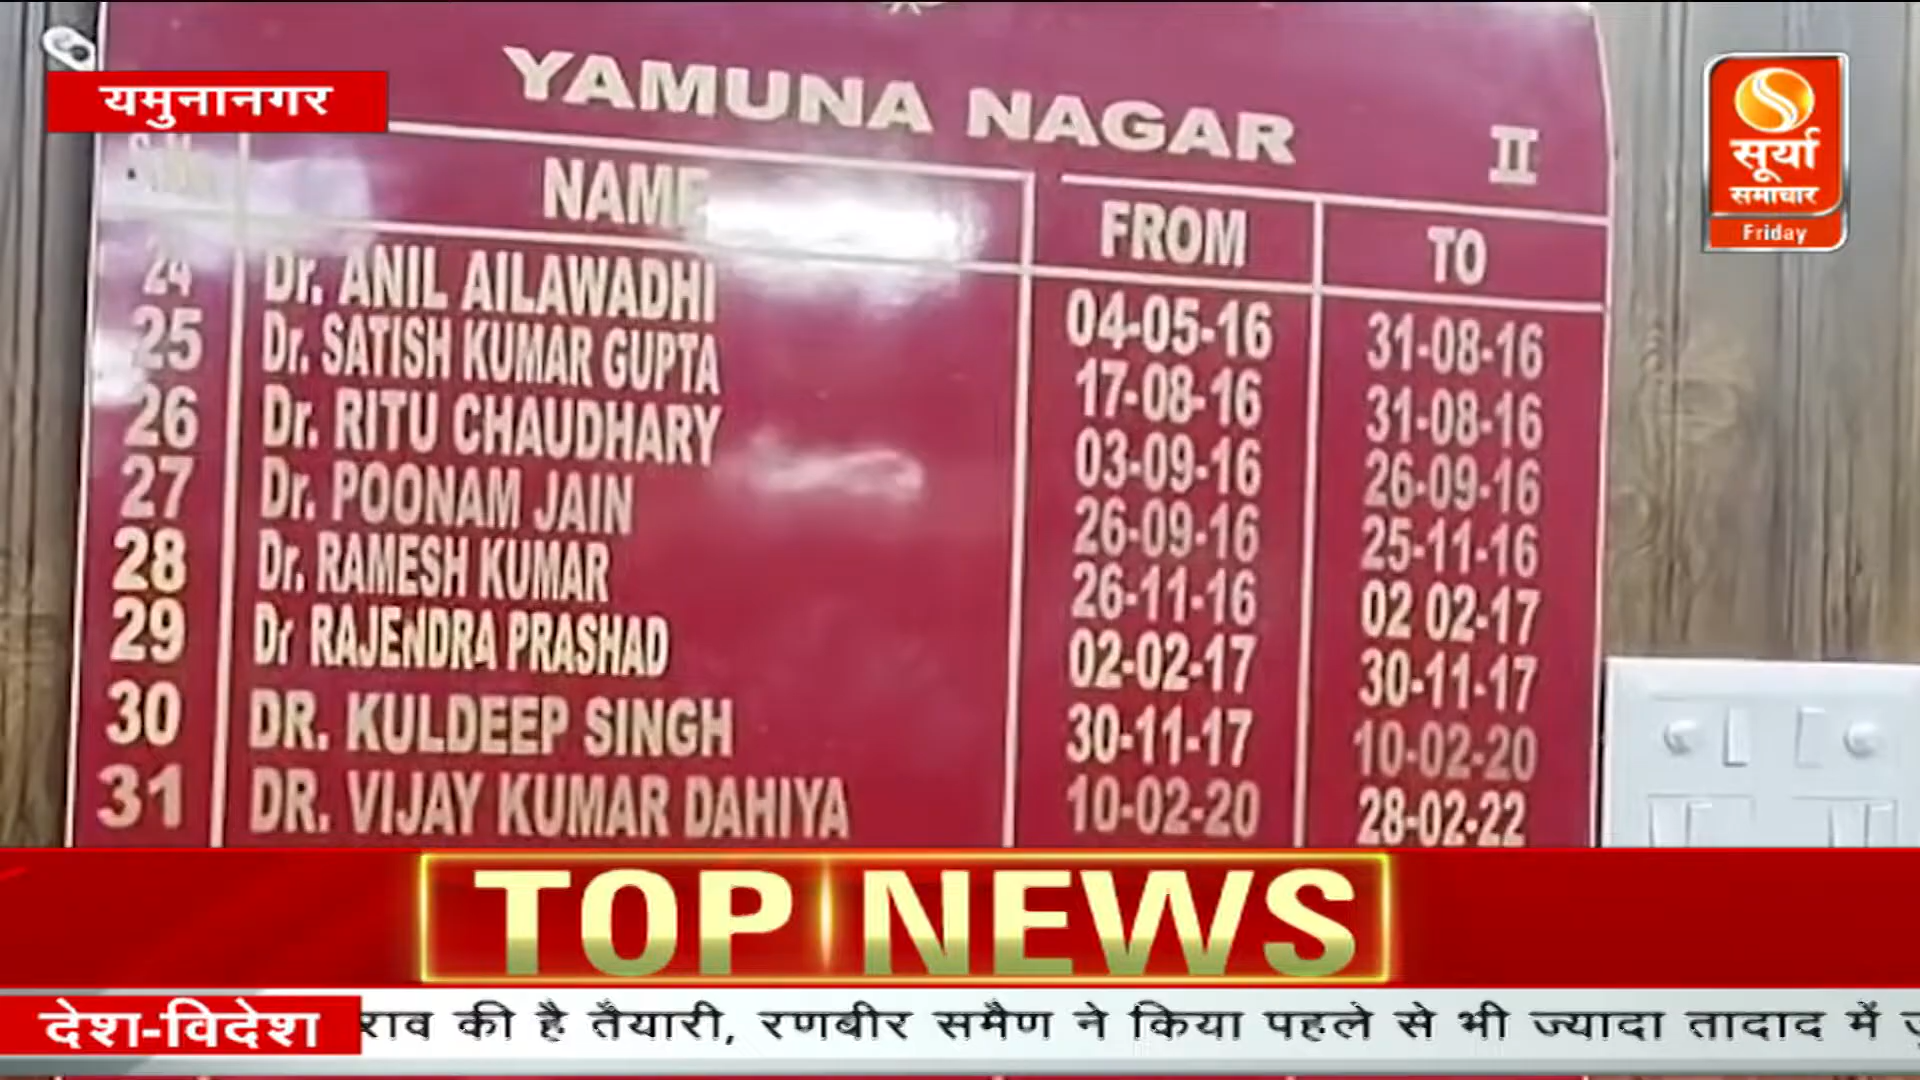 YAMUNA NAGAR II
यमुनानगर
सूर्या
समाचार
Friday
NAME FROM TO
24 Dr. ANIL AILAWADHI 04-05-16 31-08-16
25 Dr. SATISH KUMAR GUPTA 17-08-16 31-08-16
26 Dr. RITU CHAUDHARY 03-09-16 26-09-16
27 Dr. POONAM JAIN 26-09-16 25-11-16
28 Dr. RAMESH KUMAR 26-11-16 02 02-17
29 Dr RAJENDRA PRASHAD 02-02-17 30-11-17
30 DR. KULDEEP SINGH 30-11-17 10-02-20
31 DR. VIJAY KUMAR DAHIYA 10-02-20 28-02-22
TOP NEWS
देश-विदेश राव की है तैयारी, रणबीर समैण ने किया पहले से भी ज्यादा तादाद में